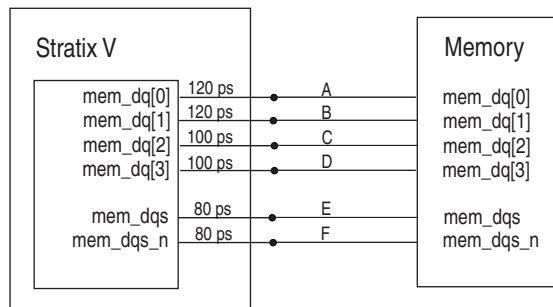 Stratix V
Memory
mem_dq[0] 120 ps A mem_dq[0]
mem_dq[1] 120 ps B mem_dq[1]
mem_dq[2] 100 ps C mem_dq[2]
mem_dq[3] 100 ps D mem_dq[3]
mem_dqs 80 ps E mem_dqs
mem_dqs_n 80 ps F mem_dqs_n